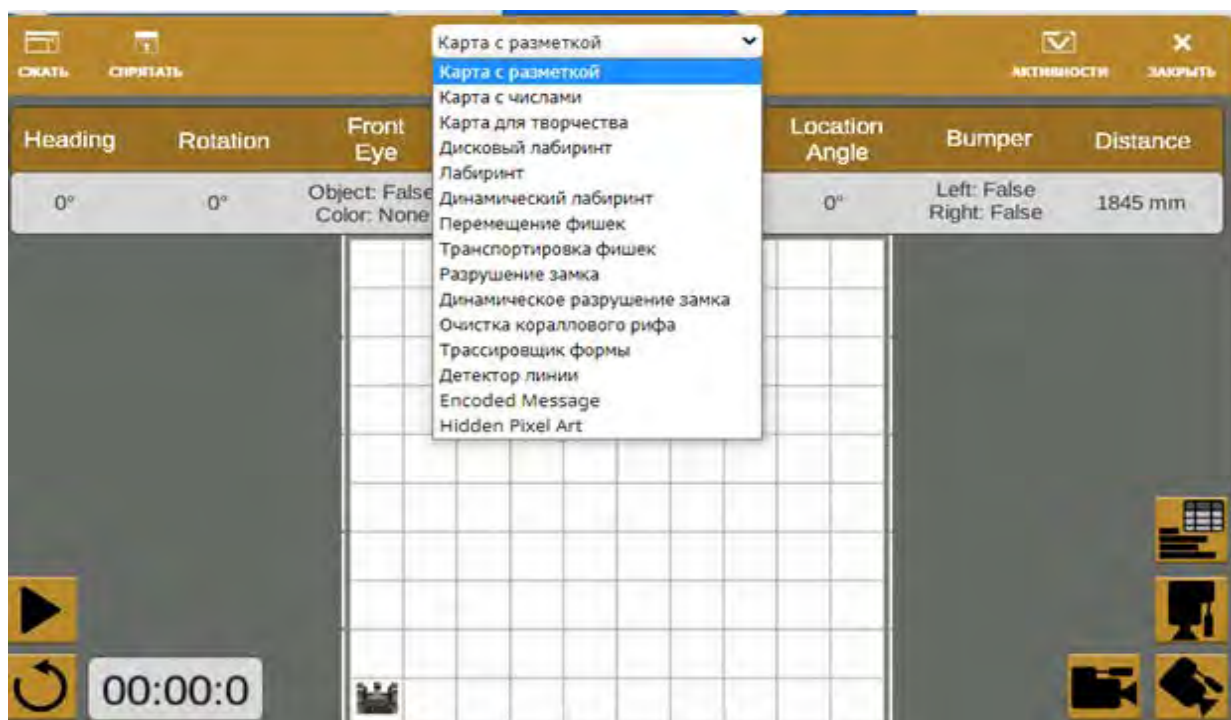 СЖАТЬ
СПРЯТАТЬ
Карта с разметкой
АКТИВНОСТИ
ЗАКРЫТЬ
Карта с разметкой
Карта с числами
Карта для творчества
Дисковый лабиринт
Лабиринт
Динамический лабиринт
Перемещение фишек
Транспортировка фишек
Разрушение замка
Динамическое разрушение замка
Очистка кораллового рифа
Трассировщик формы
Детектор линии
Encoded Message
Hidden Pixel Art
Heading
Rotation
Front
Eye
Location
Angle
Bumper
Distance
0°
0°
Object: False
Color: None
0°
Left: False
Right: False
1845 mm
00:00:0